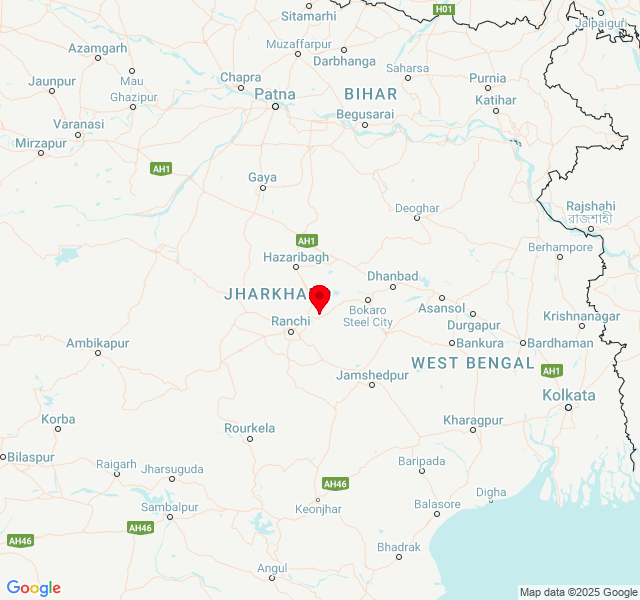 H01
Sitamarhi
Jalpaiguri
Azamgarh
Muzaffarpur
Darbhanga
Mau
Saharsa
Jaunpur
Chapra
Purnia
Ghazipur
Patna
BIHAR
Katihar
Varanasi
Begusarai
Mirzapur
AH1
Gaya
Deoghar
Rajshahi
রাজশাহী
AH1
Berhampore
Hazaribagh
Dhanbad
JHARKHA
Bokaro
Steel City
Asansol
Durgapur
Krishnanagar
Ranchi
Ambikapur
Bankura
Bardhaman
WEST BENGAL
AH1
Jamshedpur
Kolkata
Korba
Kharagpur
Rourkela
Bilaspur
Raigarh
Jharsuguda
Baripada
AH46
Digha
Sambalpur
Keonjhar
Balasore
AH46
AH46
Bhadrak
Angul
Google
Map data ©2025 Google